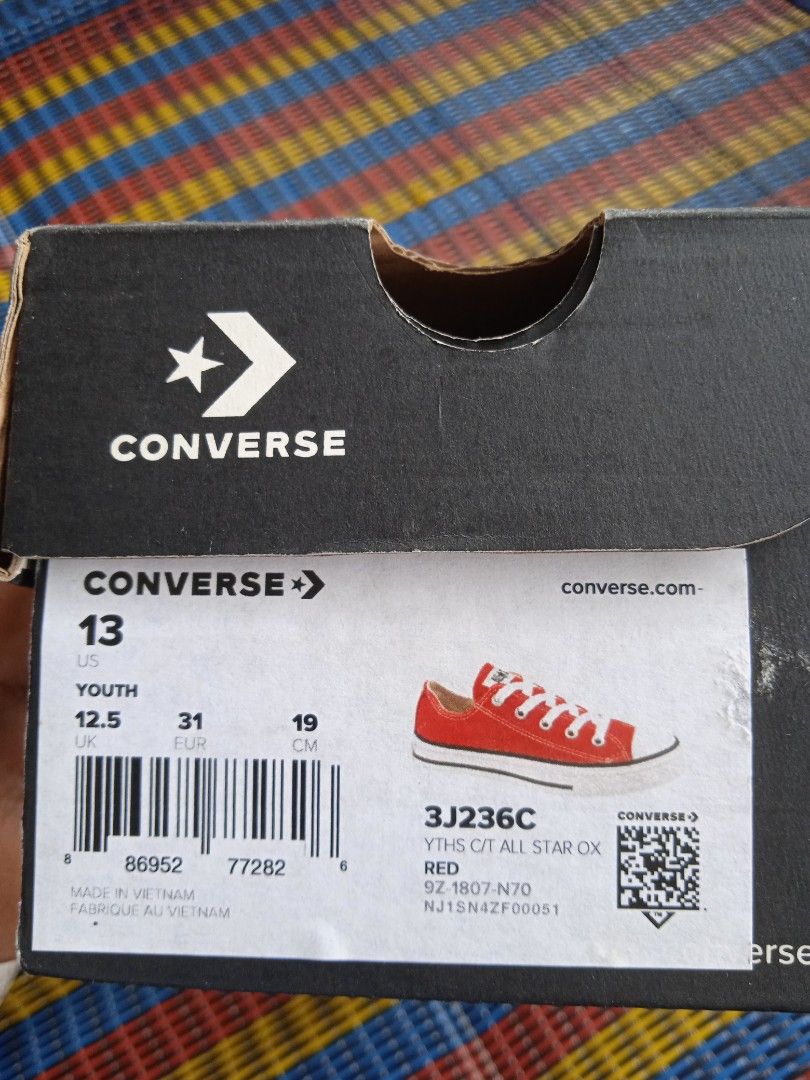 CONVERSE
CONVERSE
converse.com
13
US
YOUTH
12.5 31 19
UK EUR CM
8 86952 77282 6
MADE IN VIETNAM
FABRIQUE AU VIETNAM
3J236C
YTHS C/T ALL STAR OX
RED
9Z-1807-N70
NJ1SN4ZF00051
CONVERSE
erse